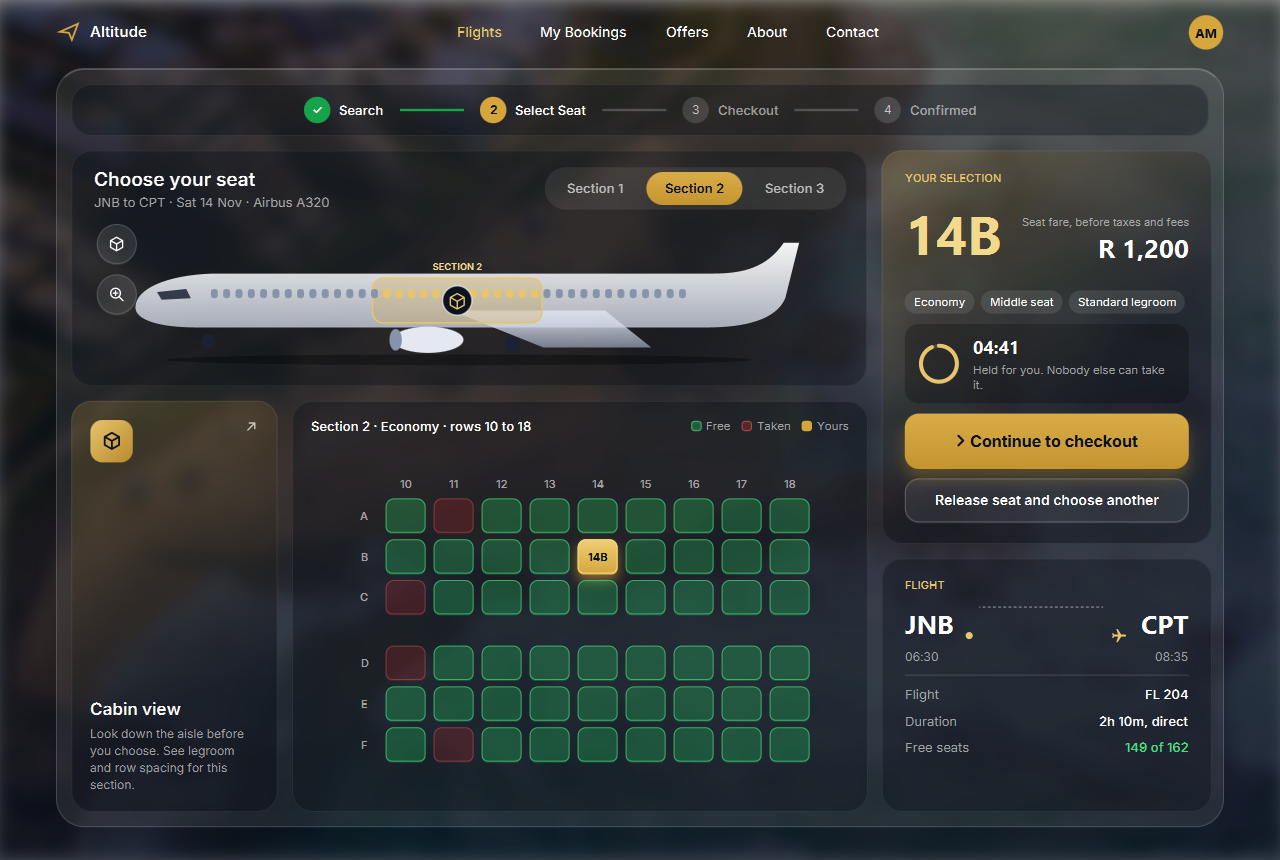 Altitude
Flights
My Bookings
Offers
About
Contact
AM
Search
2
Select Seat
3
Checkout
4
Confirmed
Choose your seat
JNB to CPT · Sat 14 Nov · Airbus A320
Section 1
Section 2
Section 3
SECTION 2
Cabin view
Look down the aisle before
you choose. See legroom
and row spacing for this
section.
Section 2 · Economy · rows 10 to 18
Free
Taken
Yours
10 11 12 13 14 15 16 17 18
A
B
14B
C
D
E
F
YOUR SELECTION
14B
Seat fare, before taxes and fees
R 1,200
Economy
Middle seat
Standard legroom
04:41
Held for you. Nobody else can take
it.
Continue to checkout
Release seat and choose another
FLIGHT
JNB
CPT
06:30
08:35
Flight
FL 204
Duration
2h 10m, direct
Free seats
149 of 162